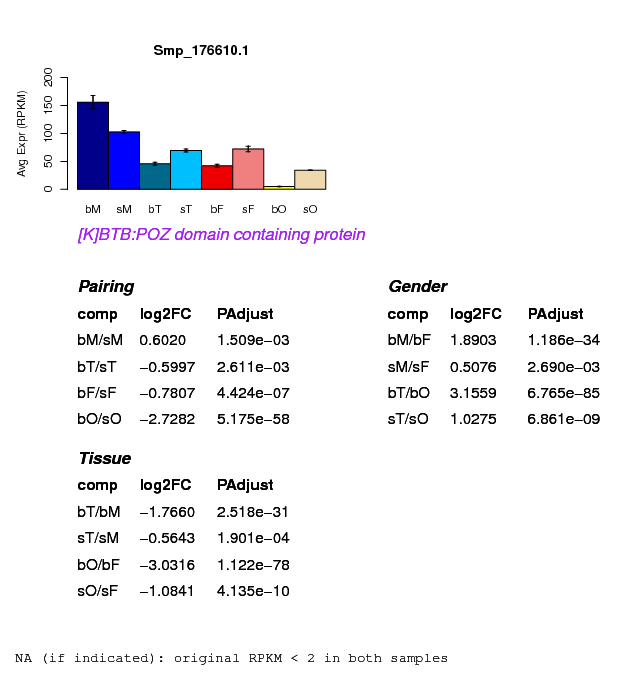 Smp_176610.1
Avg Expr (RPKM)
200
150
100
50
0
bM sM bT sT bF sF bO sO
[K]BTB:POZ domain containing protein
Pairing
comp log2FC PAdjust
bM/sM 0.6020 1.509e−03
bT/sT −0.5997 2.611e−03
bF/sF −0.7807 4.424e−07
bO/sO −2.7282 5.175e−58
Gender
comp log2FC PAdjust
bM/bF 1.8903 1.186e−34
sM/sF 0.5076 2.690e−03
bT/bO 3.1559 6.765e−85
sT/sO 1.0275 6.861e−09
Tissue
comp log2FC PAdjust
bT/bM −1.7660 2.518e−31
sT/sM −0.5643 1.901e−04
bO/bF −3.0316 1.122e−78
sO/sF −1.0841 4.135e−10
NA (if indicated): original RPKM < 2 in both samples